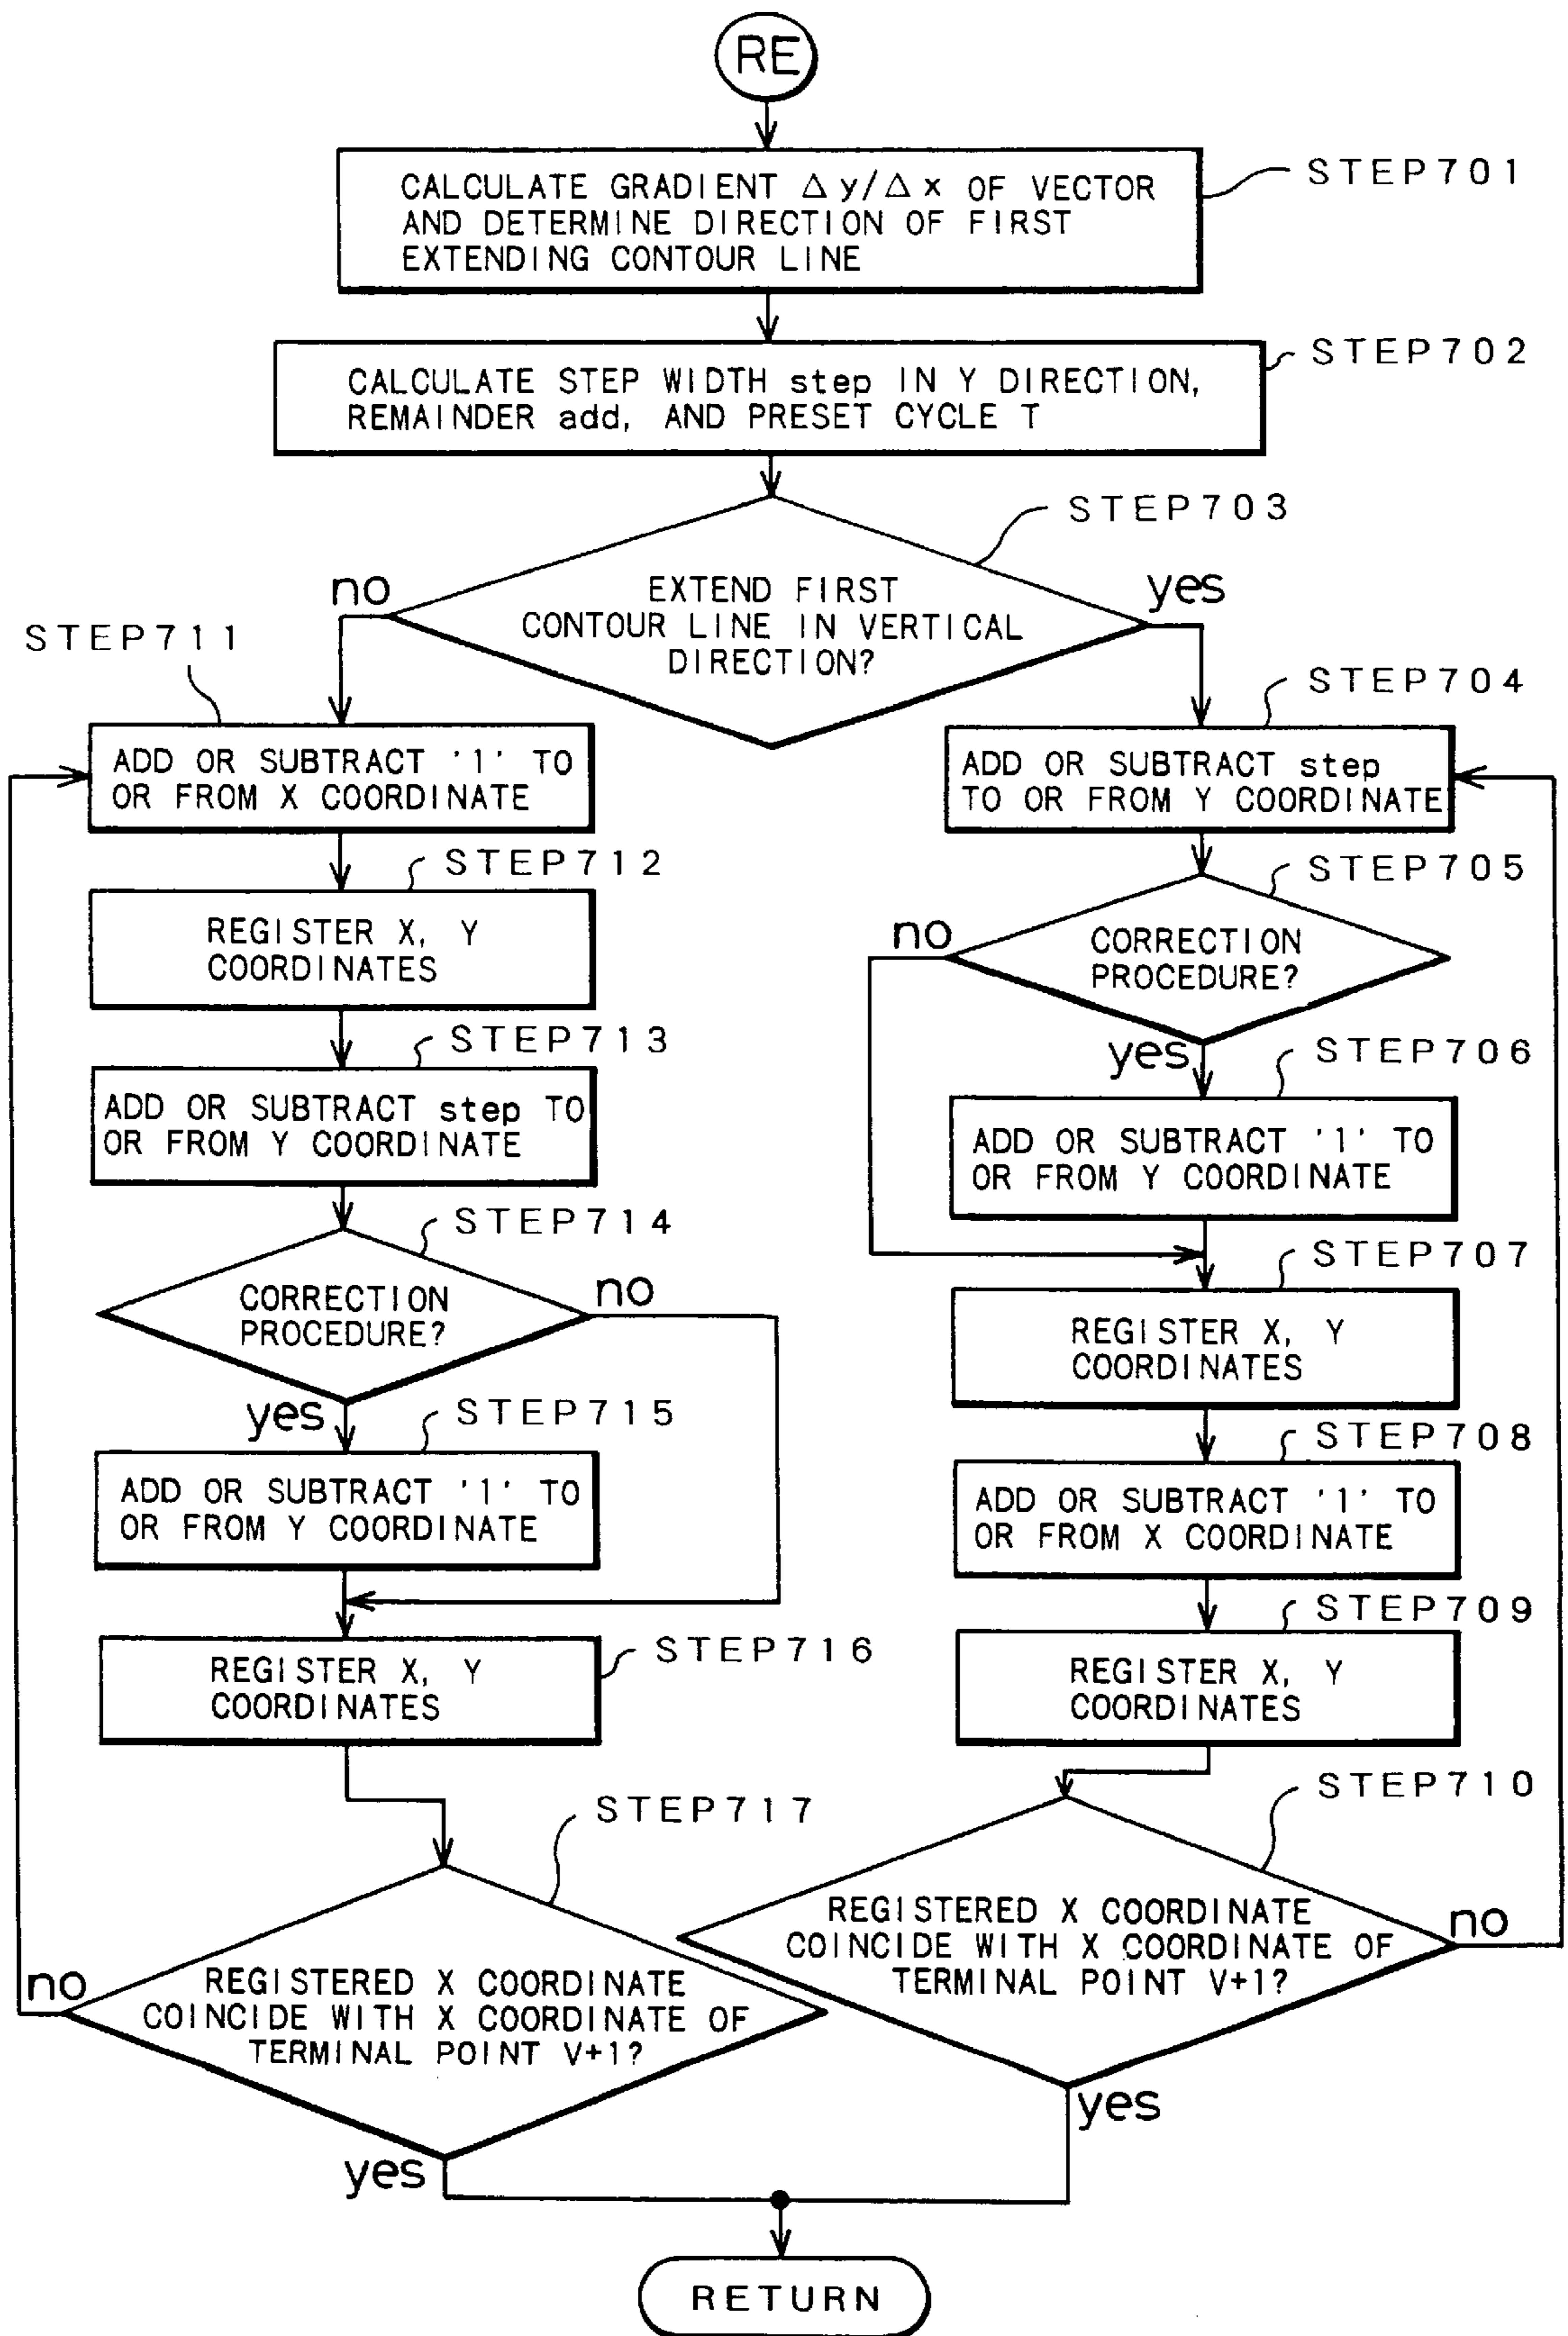 RE
STEP701
CALCULATE GRADIENT Δy/Δx OF VECTOR
AND DETERMINE DIRECTION OF FIRST
EXTENDING CONTOUR LINE
STEP702
CALCULATE STEP WIDTH step IN Y DIRECTION,
REMAINDER add, AND PRESET CYCLE T
STEP703
EXTEND FIRST
CONTOUR LINE IN VERTICAL
DIRECTION?
no
yes
STEP711
ADD OR SUBTRACT '1' TO
OR FROM X COORDINATE
STEP712
REGISTER X, Y
COORDINATES
STEP713
ADD OR SUBTRACT step TO
OR FROM Y COORDINATE
STEP714
CORRECTION
PROCEDURE?
no
yes
STEP715
ADD OR SUBTRACT '1' TO
OR FROM Y COORDINATE
STEP716
REGISTER X, Y
COORDINATES
STEP717
REGISTERED X COORDINATE
COINCIDE WITH X COORDINATE OF
TERMINAL POINT V+1?
no
yes
STEP704
ADD OR SUBTRACT step
TO OR FROM Y COORDINATE
STEP705
CORRECTION
PROCEDURE?
no
yes
STEP706
ADD OR SUBTRACT '1' TO
OR FROM Y COORDINATE
STEP707
REGISTER X, Y
COORDINATES
STEP708
ADD OR SUBTRACT '1' TO
OR FROM X COORDINATE
STEP709
REGISTER X, Y
COORDINATES
STEP710
REGISTERED X COORDINATE
COINCIDE WITH X COORDINATE OF
TERMINAL POINT V+1?
no
yes
RETURN